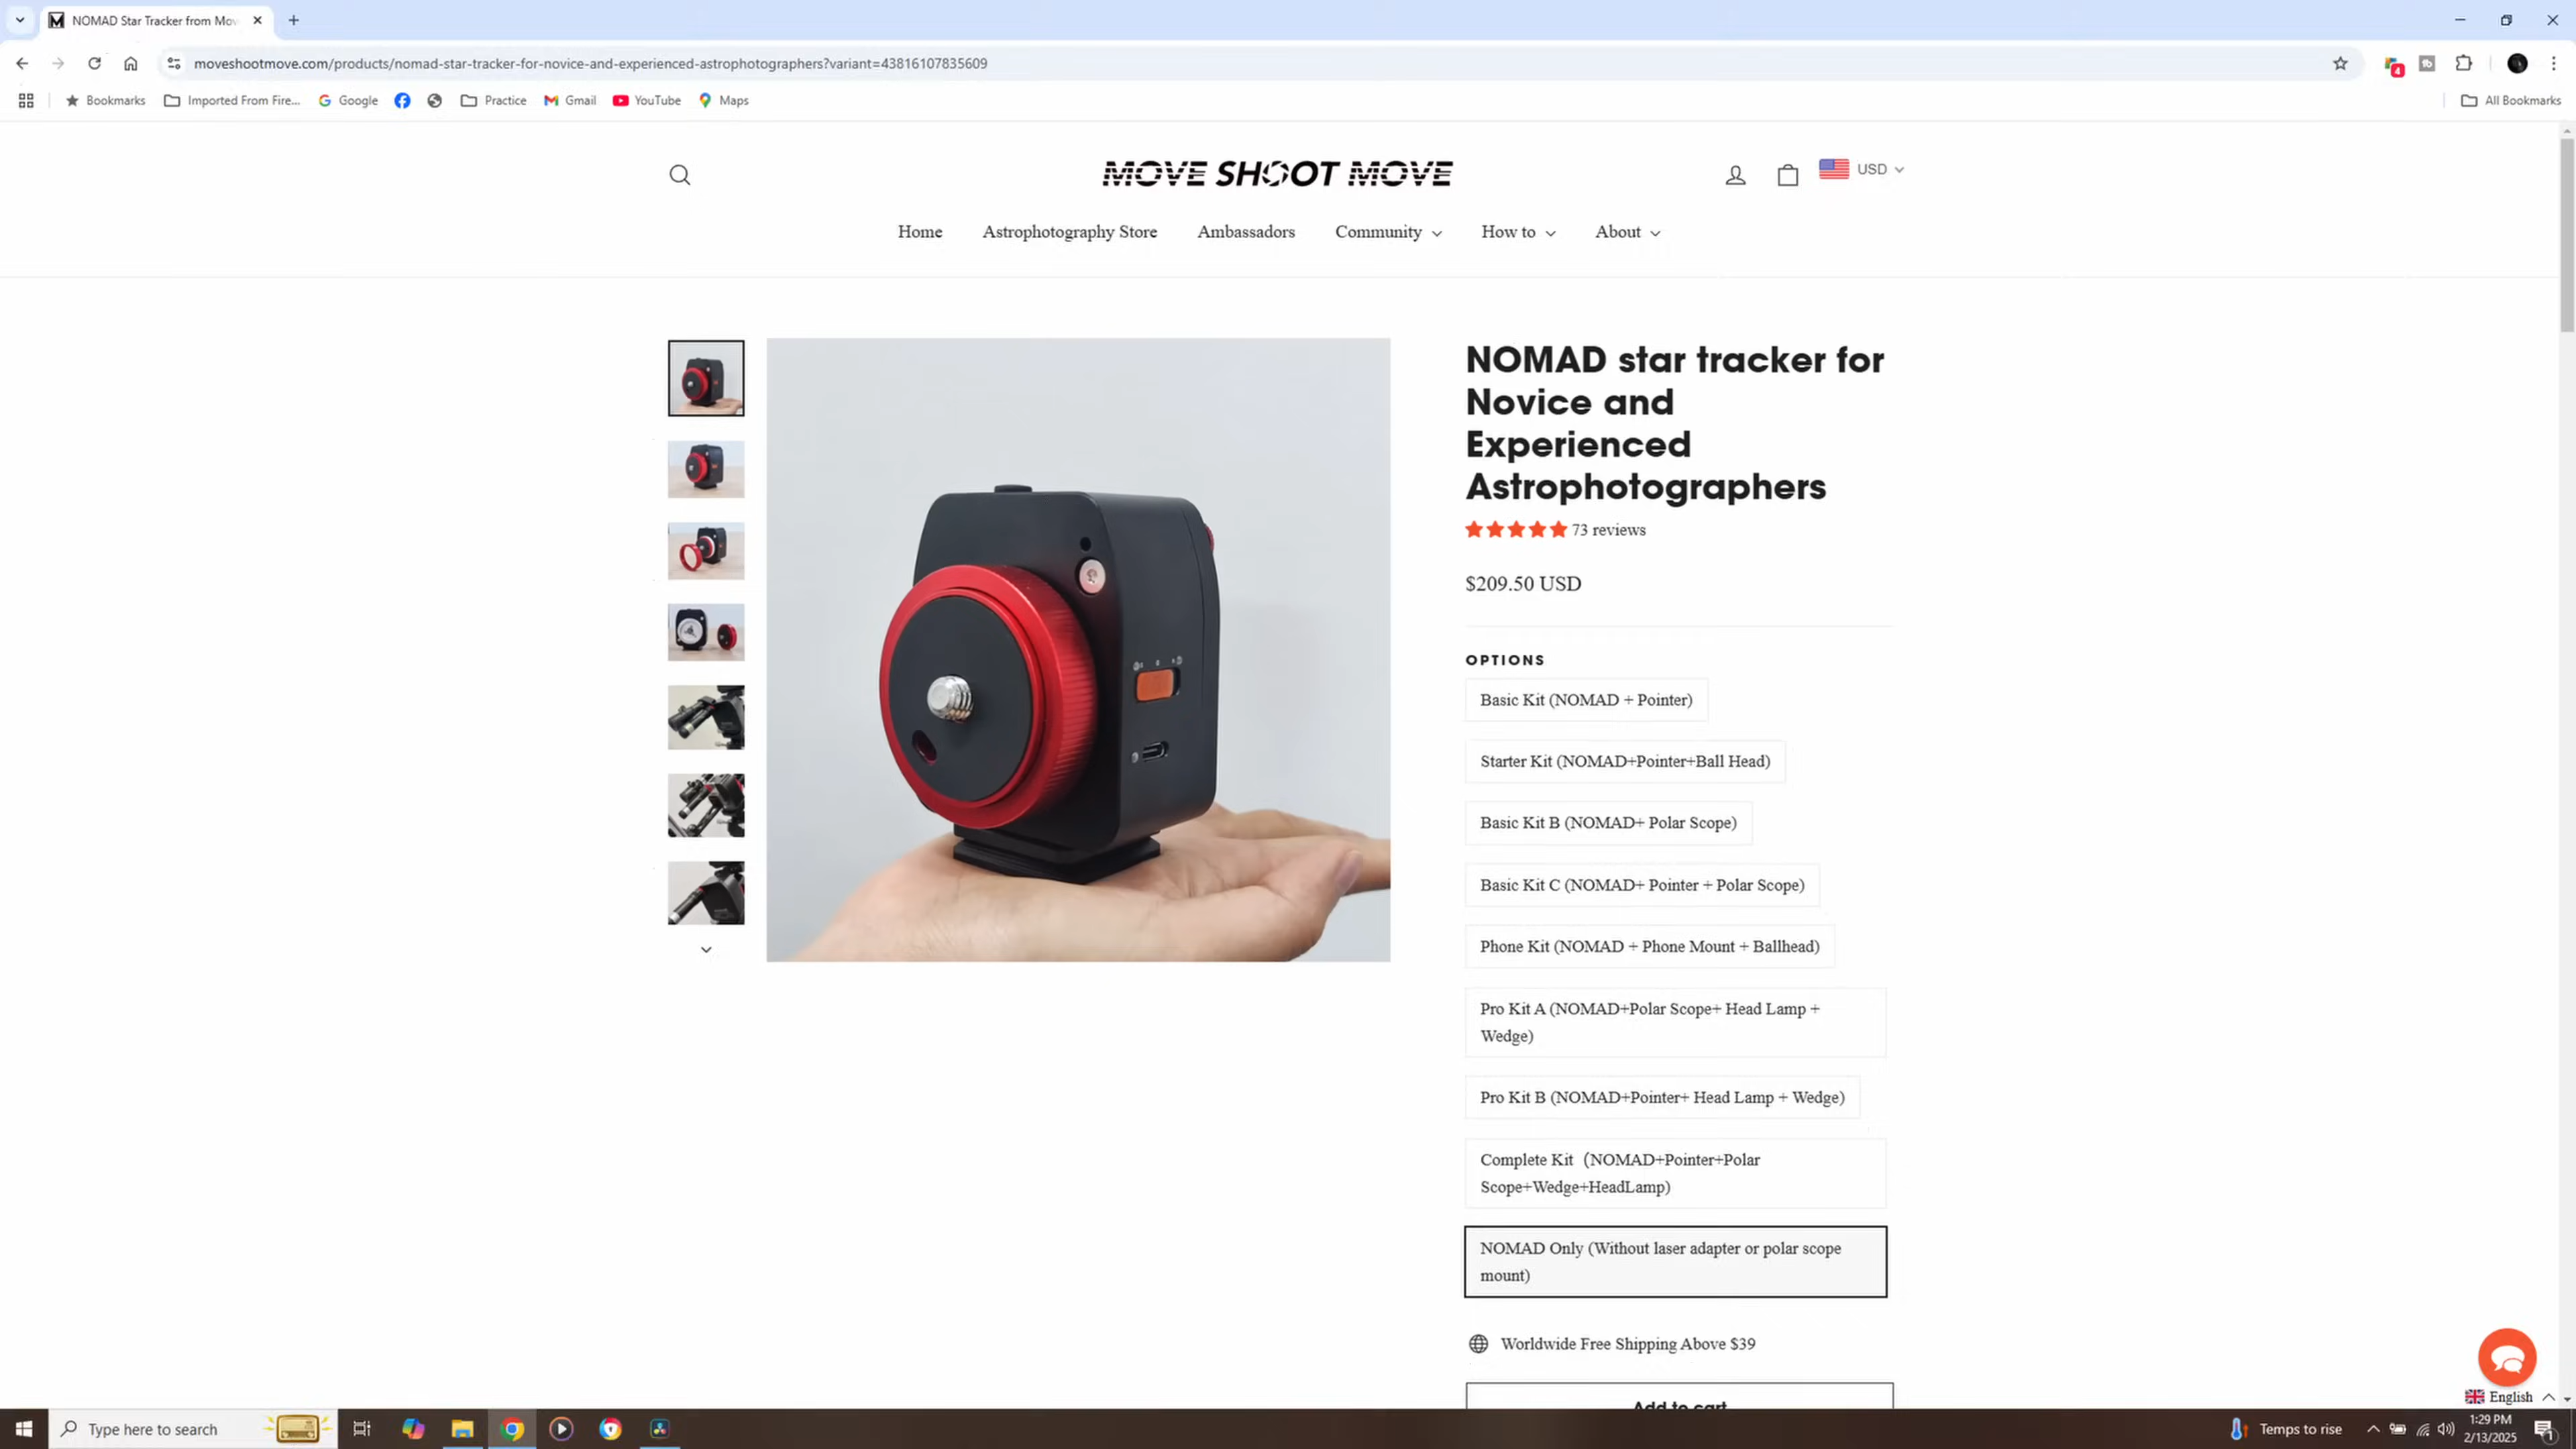 NOMAD Star Tracker from Mov
moveshootmove.com/products/nomad-star-tracker-for-novice-and-experienced-astrophotographers?variant=43816107835609
4
Bookmarks
Imported From Fire...
Google
Practice
Gmail
YouTube
Maps
All Bookmarks
MOVE SHOOT MOVE
USD
Home
Astrophotography Store
Ambassadors
Community
How to
About
NOMAD star tracker for
Novice and
Experienced
Astrophotographers
73 reviews
$209.50 USD
OPTIONS
Basic Kit (NOMAD + Pointer)
Starter Kit (NOMAD+Pointer+Ball Head)
Basic Kit B (NOMAD+ Polar Scope)
Basic Kit C (NOMAD+ Pointer + Polar Scope)
Phone Kit (NOMAD + Phone Mount + Ballhead)
Pro Kit A (NOMAD+Polar Scope+ Head Lamp +
Wedge)
Pro Kit B (NOMAD+Pointer+ Head Lamp + Wedge)
Complete Kit（NOMAD+Pointer+Polar
Scope+Wedge+HeadLamp)
NOMAD Only (Without laser adapter or polar scope
mount)
Worldwide Free Shipping Above $39
Add to cart
English
Type here to search
Temps to rise
1:29 PM
2/13/2025
1